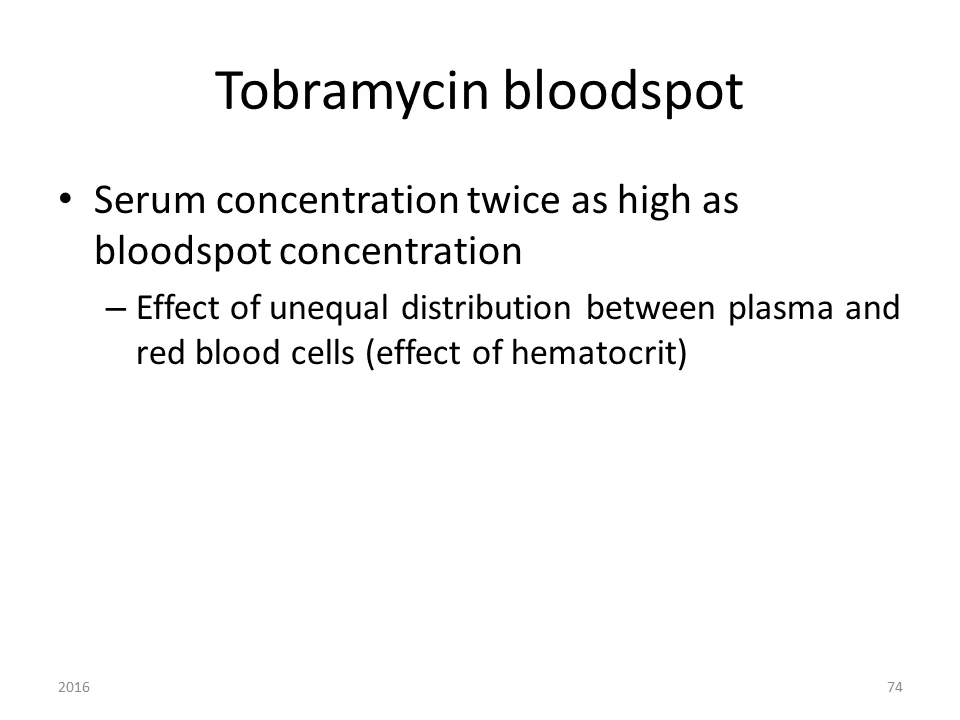 Tobramycin bloodspot
• Serum concentration twice as high as
bloodspot concentration
– Effect of unequal distribution between plasma and
red blood cells (effect of hematocrit)
2016
74